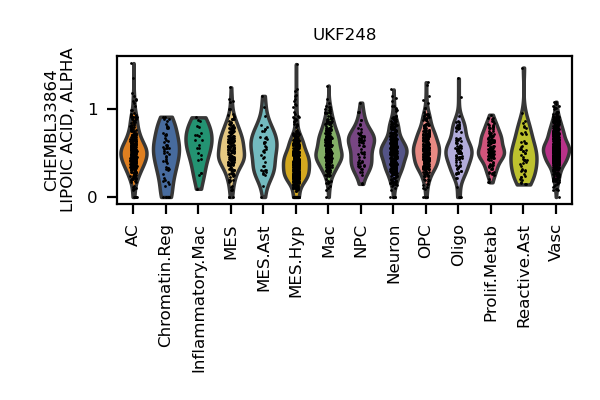 UKF248
CHEMBL33864
LIPOIC ACID, ALPHA
1
0
AC
Chromatin.Reg
Inflammatory.Mac
MES
MES.Ast
MES.Hyp
Mac
NPC
Neuron
OPC
Oligo
Prolif.Metab
Reactive.Ast
Vasc